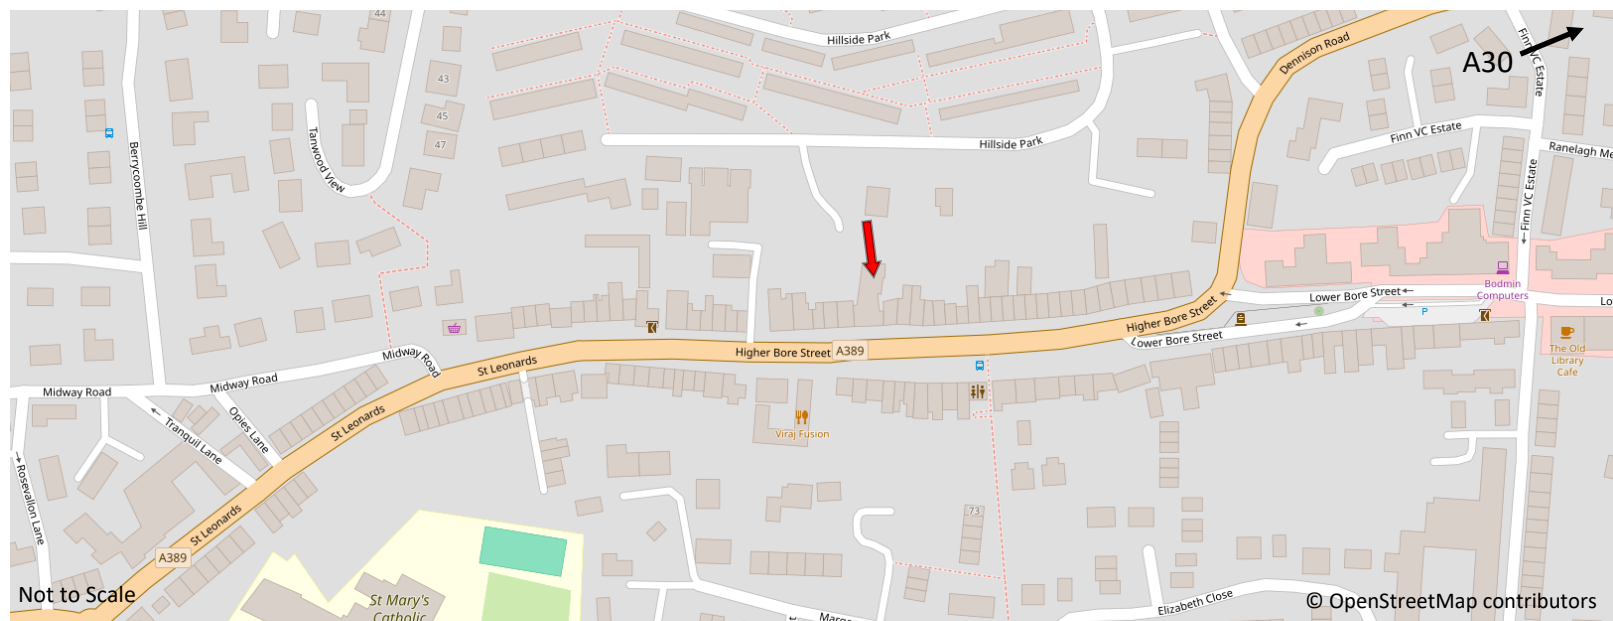 44
Hillside Park
Dennison Road
Finn VC Estate
A30
43
45
47
Tanwood View
Berrycoombe Hill
Hillside Park
Finn VC Estate
Ranelagh Me
Finn VC Estate
Bodmin
Computers
Lower Bore Street
Lo
P
Higher Bore Street
Lower Bore Street
Higher Bore Street
A389
The Old
Library
Cafe
Midway Road
St Leonards
Midway Road
Midway Road
Opies Lane
St Leonards
Tranquil Lane
Viraj Fusion
Rosevallon Lane
St Leonards
73
A389
Not to Scale
St Mary's
Catholic
Elizabeth Close
© OpenStreetMap contributors